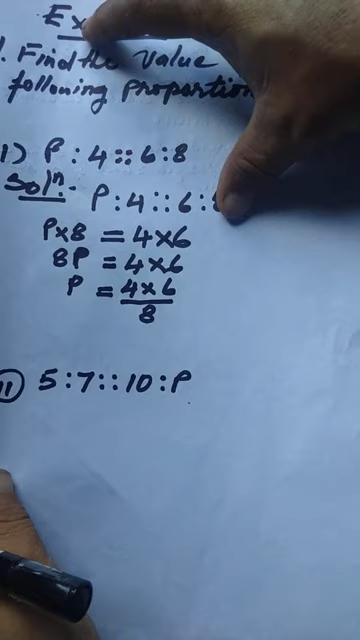 Ex
1. Find the value
following proportion
1) P : 4 :: 6 : 8
Solⁿ:-
P : 4 :: 6 :
P×8 = 4×6
8P = 4×6
P = 4×6
8
(ii) 5 : 7 :: 10 : P